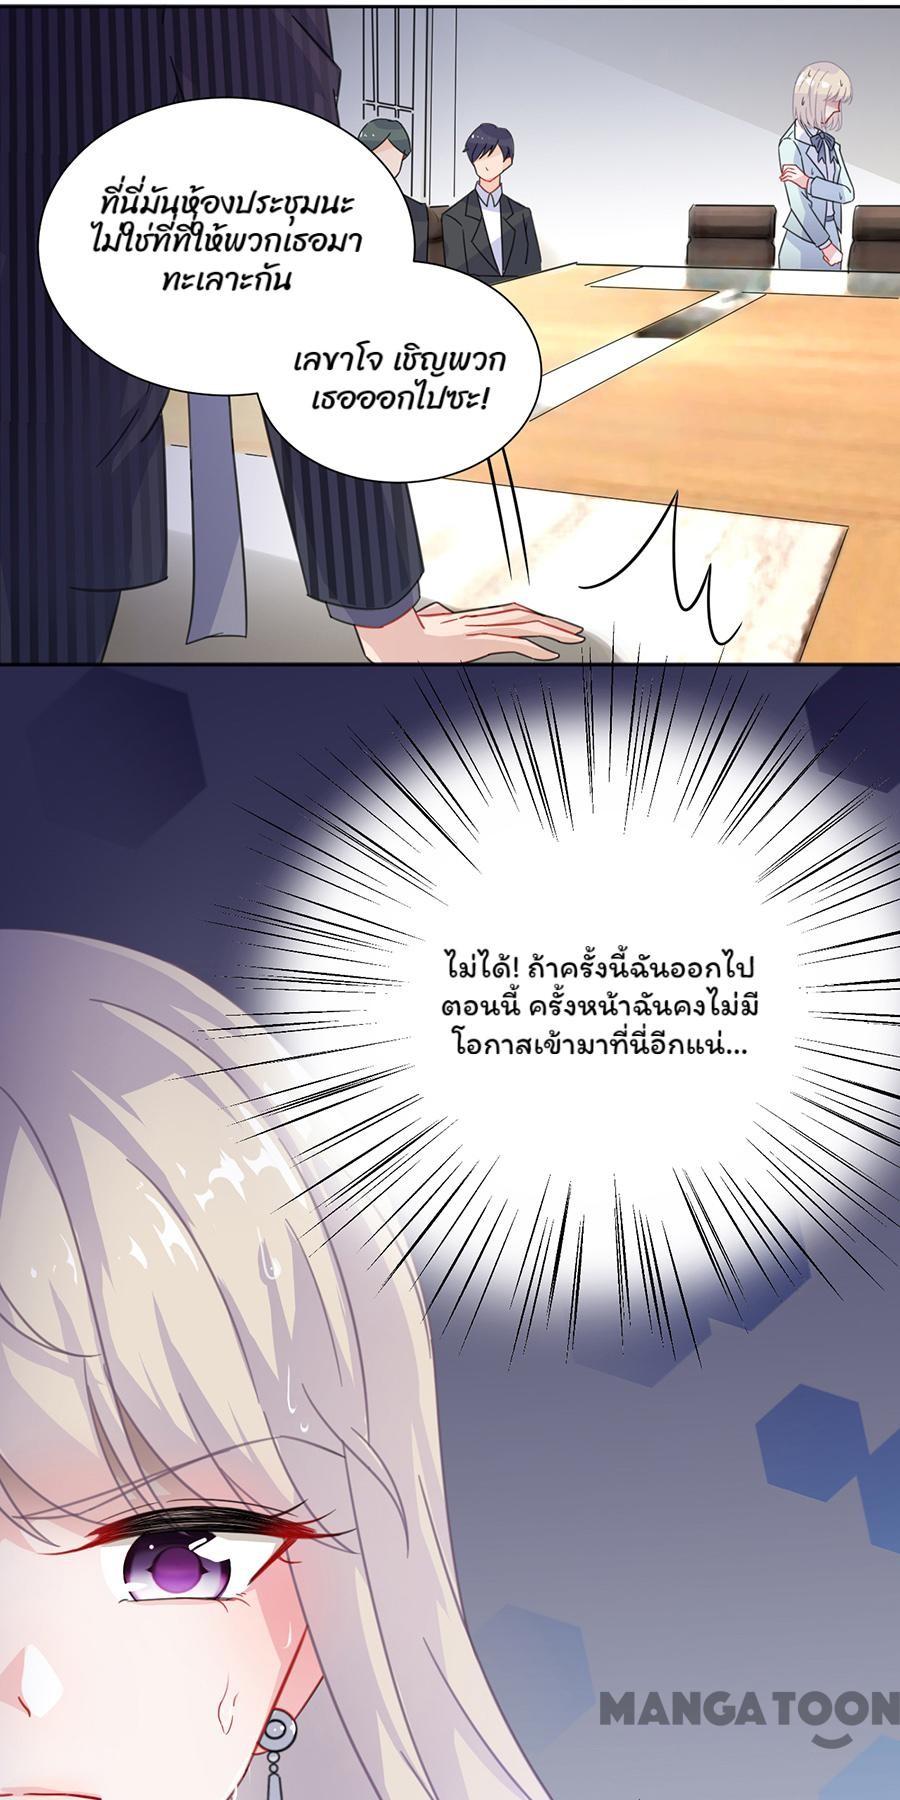 ที่นี่มันห้องประชุมนะ
ไม่ใช่ที่ที่ให้พวกเธอมา
ทะเลาะกัน
เลขาโจ เชิญพวก
เธอออกไปซะ!
ไม่ได้! ถ้าครั้งนี้ฉันออกไป
ตอนนี้ ครั้งหน้าฉันคงไม่มี
โอกาสเข้ามาที่นี่อีกแน่...
MANGATOON